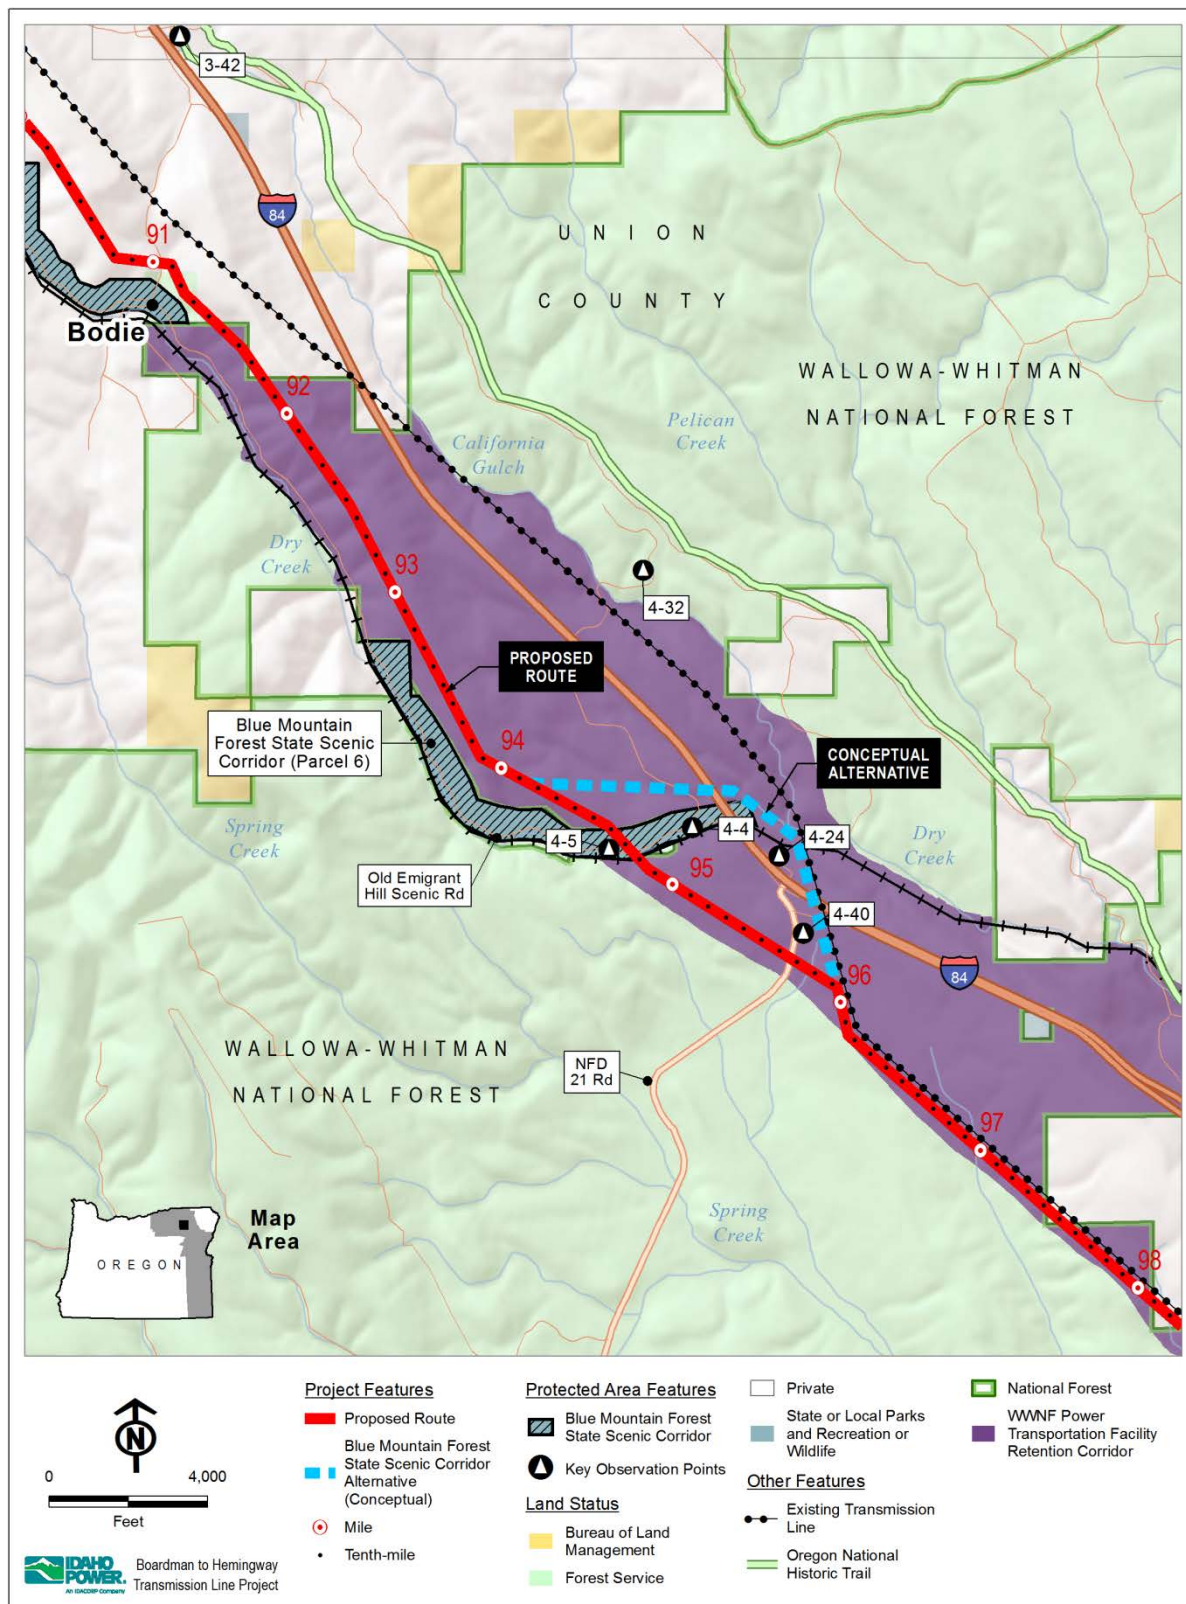 3-42
84
91
UNION
COUNTY
Bodie
WALLOWA-WHITMAN
NATIONAL FOREST
92
Pelican
Creek
California
Gulch
Dry
Creek
93
4-32
PROPOSED
ROUTE
Blue Mountain
Forest State Scenic
Corridor (Parcel 6)
94
CONCEPTUAL
ALTERNATIVE
Spring
Creek
4-5
4-4
4-24
Dry
Creek
Old Emigrant
Hill Scenic Rd
95
4-40
96
84
WALLOWA-WHITMAN
NATIONAL FOREST
NFD
21 Rd
97
Spring
Creek
98
OREGON
Map
Area
N
0 4,000
Feet
IDAHO
POWER.
An IDACORP Company
Boardman to Hemingway
Transmission Line Project
Project Features
Proposed Route
Blue Mountain Forest
State Scenic Corridor
Alternative
(Conceptual)
Mile
Tenth-mile
Protected Area Features
Blue Mountain Forest
State Scenic Corridor
Key Observation Points
Land Status
Bureau of Land
Management
Forest Service
Private
State or Local Parks
and Recreation or
Wildlife
Other Features
Existing Transmission
Line
Oregon National
Historic Trail
National Forest
WWNF Power
Transportation Facility
Retention Corridor